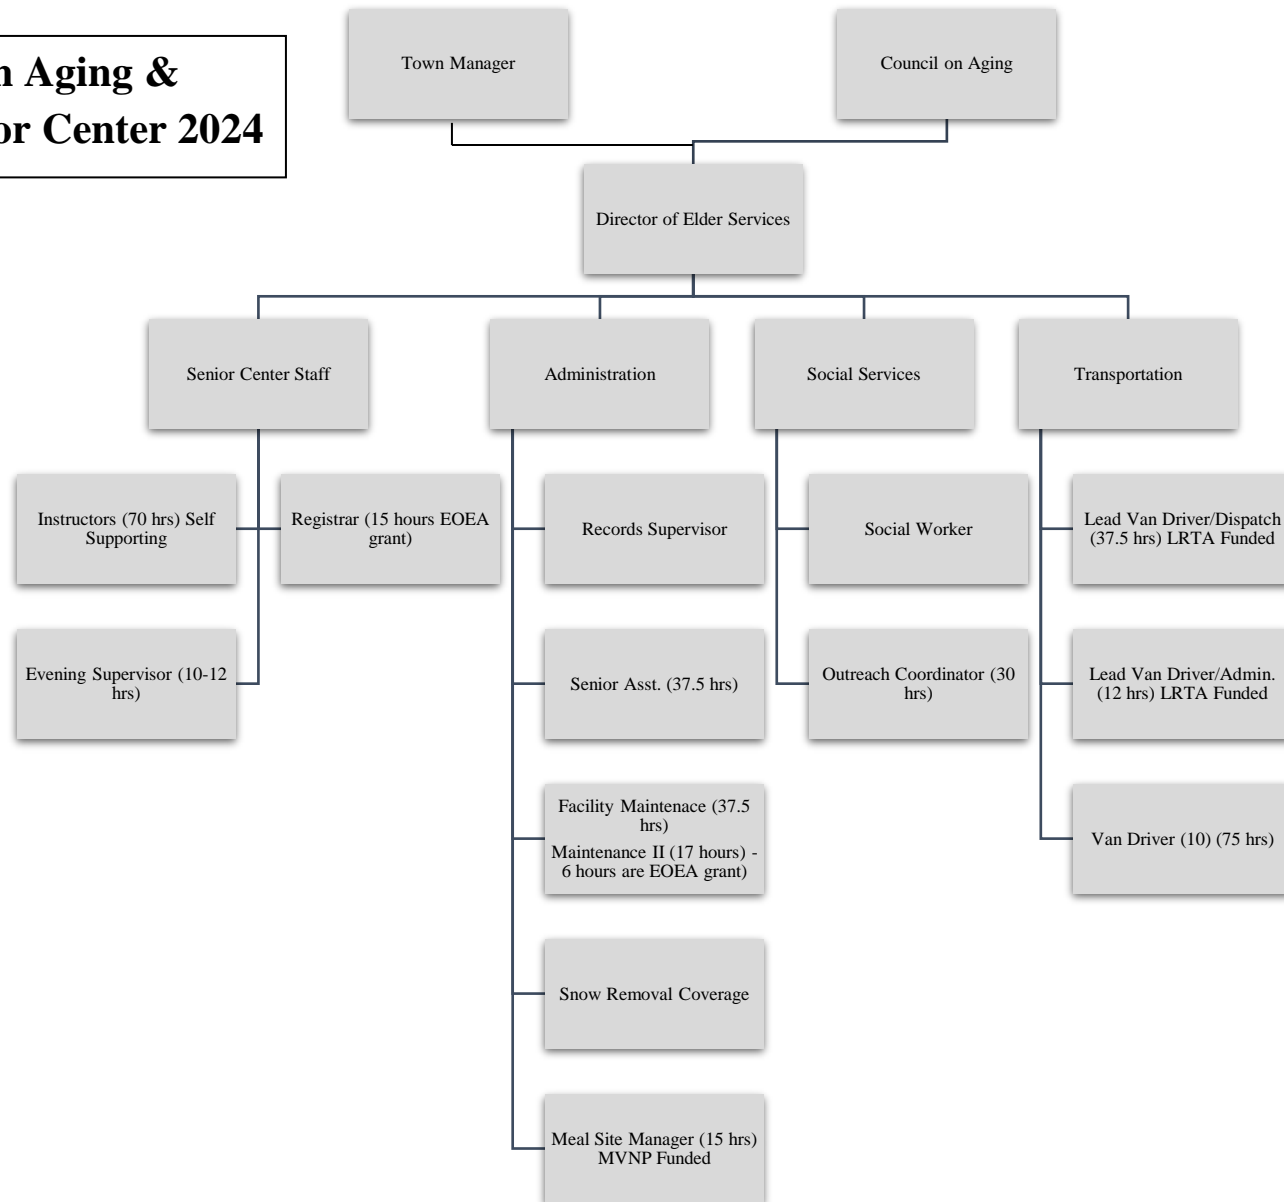 Aging &
Center 2024
Town Manager
Council on Aging
Director of Elder Services
Senior Center Staff
Administration
Social Services
Transportation
Instructors (70 hrs) Self
Supporting
Registrar (15 hours EOEA
grant)
Records Supervisor
Social Worker
Lead Van Driver/Dispatch
(37.5 hrs) LRTA Funded
Evening Supervisor (10-12
hrs)
Senior Asst. (37.5 hrs)
Outreach Coordinator (30
hrs)
Lead Van Driver/Admin.
(12 hrs) LRTA Funded
Facility Maintenace (37.5
hrs)
Maintenance II (17 hours) -
6 hours are EOEA grant)
Van Driver (10) (75 hrs)
Snow Removal Coverage
Meal Site Manager (15 hrs)
MVNP Funded